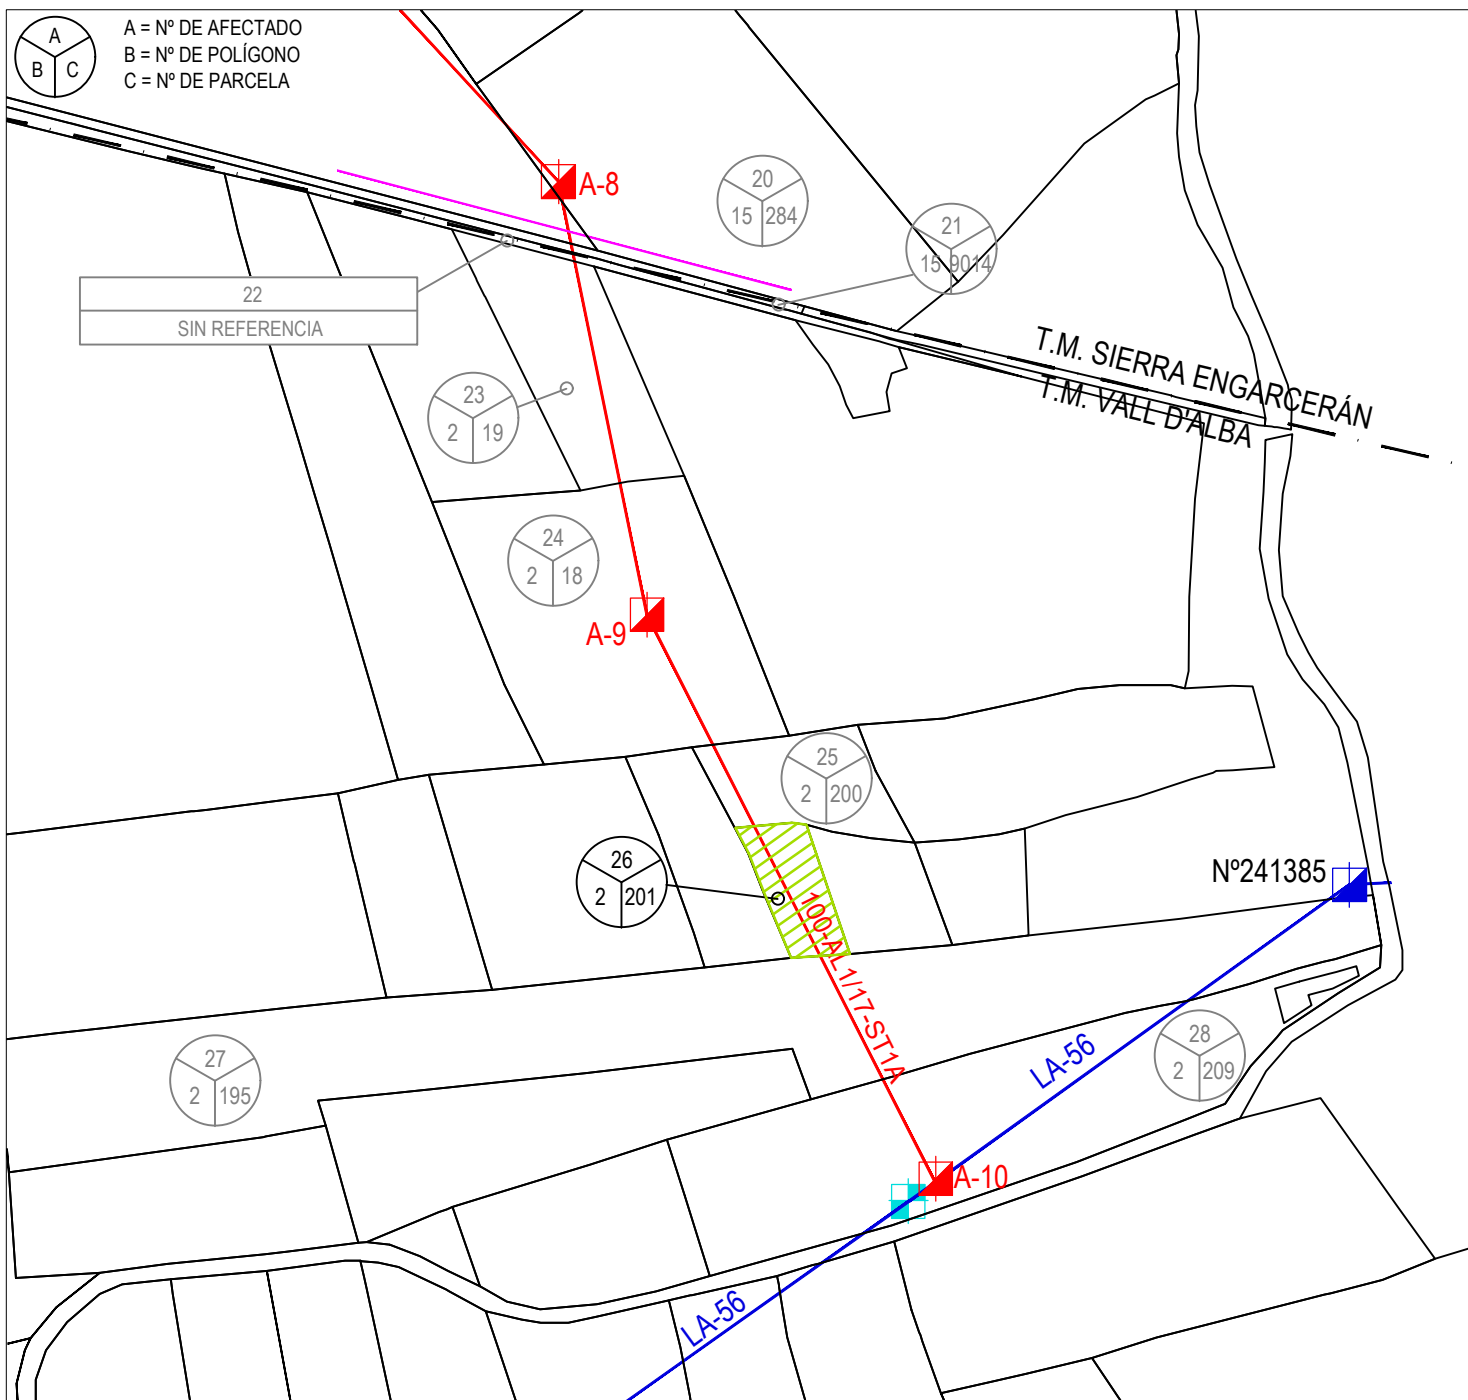 A
B C
A = Nº DE AFECTADO
B = Nº DE POLÍGONO
C = Nº DE PARCELA
A-8
20
15 284
21
15 9014
22
SIN REFERENCIA
T.M. SIERRA ENGARCERÁN
T.M. VALL D'ALBA
23
2 19
24
2 18
A-9
25
2 200
26
2 201
Nº241385
100-AL1/17-ST1A
27
2 195
28
2 209
LA-56
A-10
LA-56